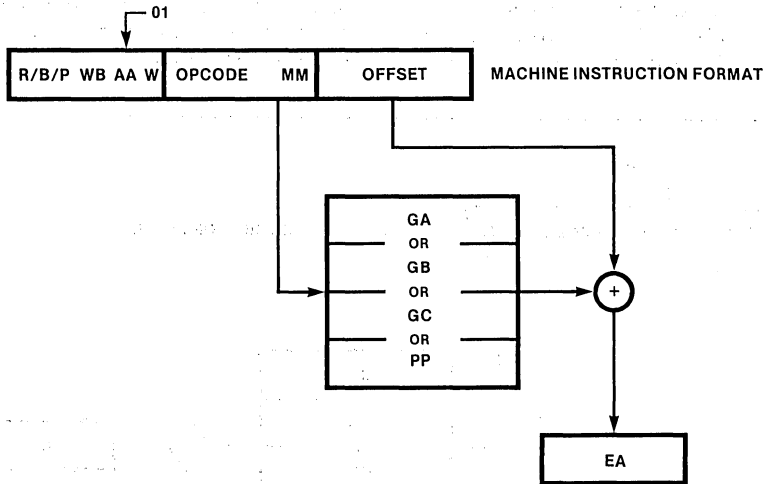 01
R/B/P WB AA W OPCODE MM OFFSET MACHINE INSTRUCTION FORMAT
GA
OR
GB
OR
GC
OR
PP
+
EA